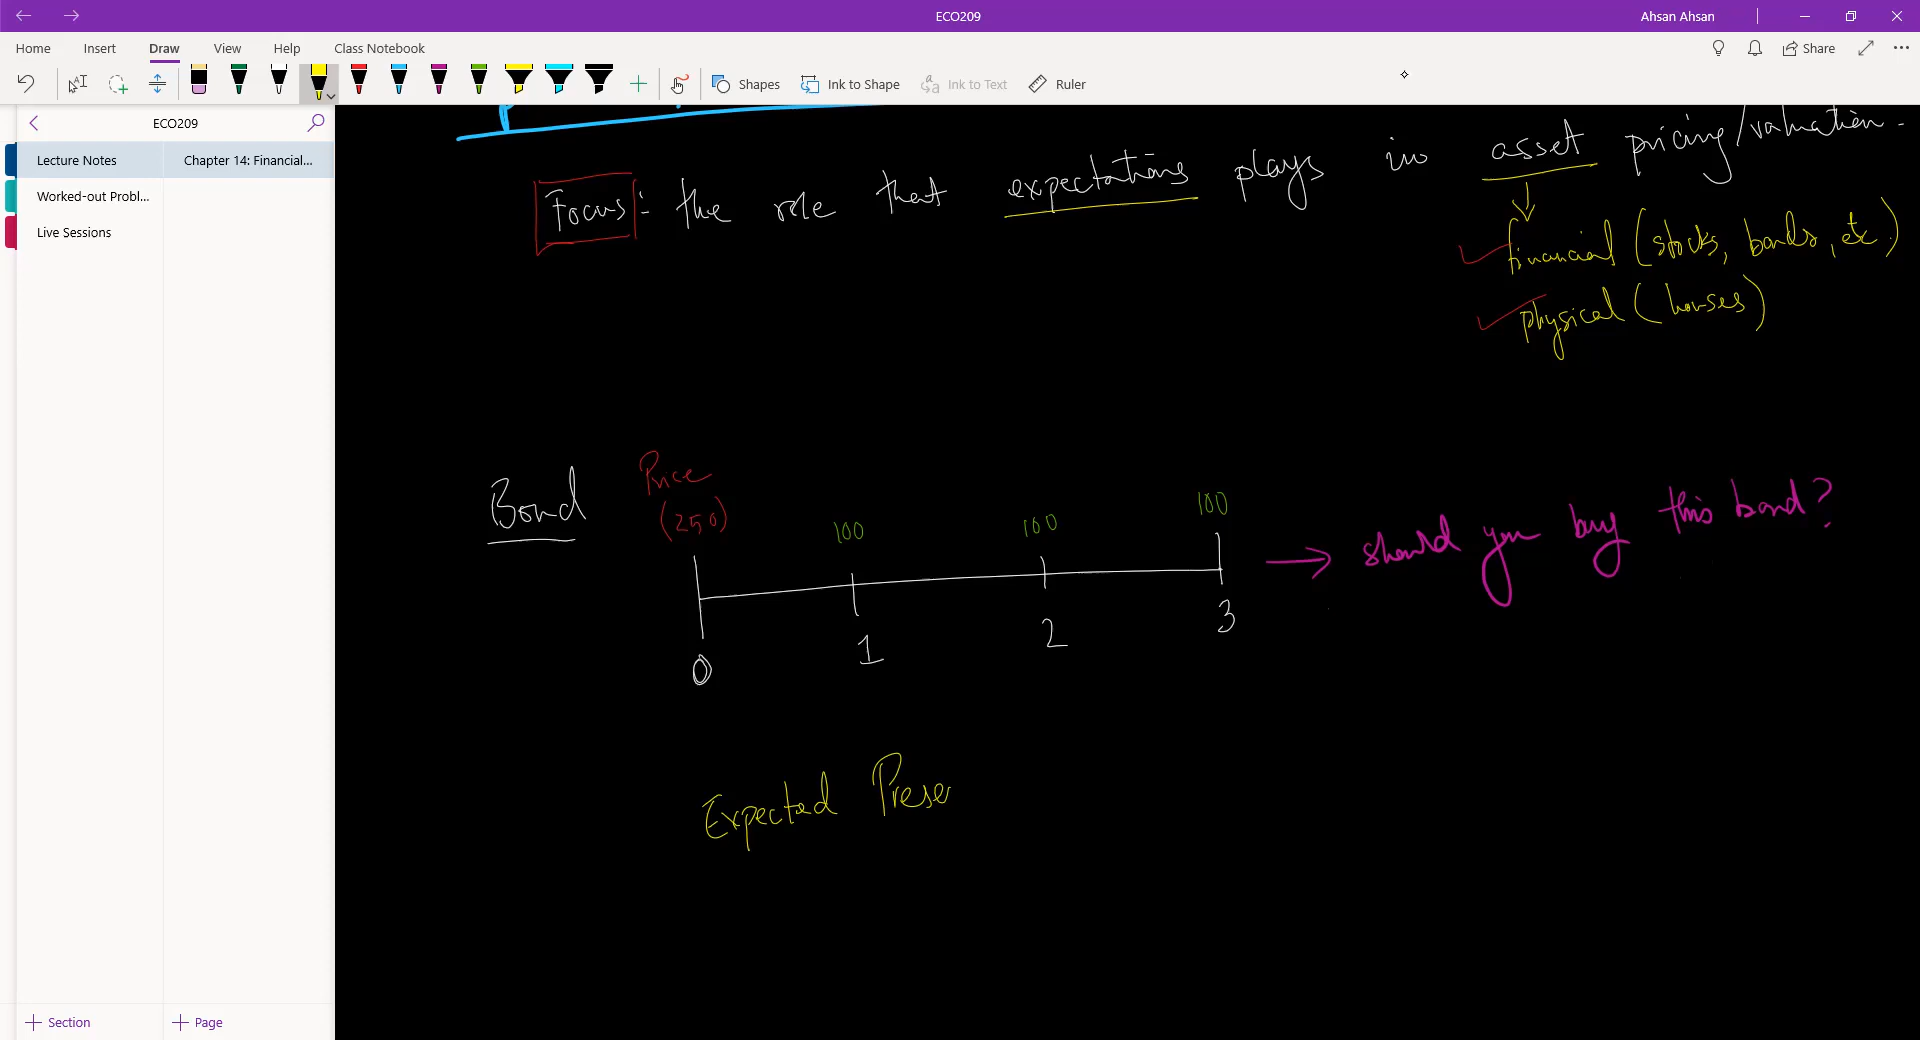 ECO209
Ahsan Ahsan
Home Insert Draw View Help Class Notebook
Share
Shapes Ink to Shape Ink to Text Ruler
ECO209
Lecture Notes
Worked-out Probl...
Live Sessions
Chapter 14: Financial...
Focus: the role that expectations plays in asset pricing/valuation.
financial (stocks, bonds, etc)
physical (houses)
Bond
Price
(250)
100 100 100
should you buy this bond?
0 1 2 3
Expected Prese
Section
Page